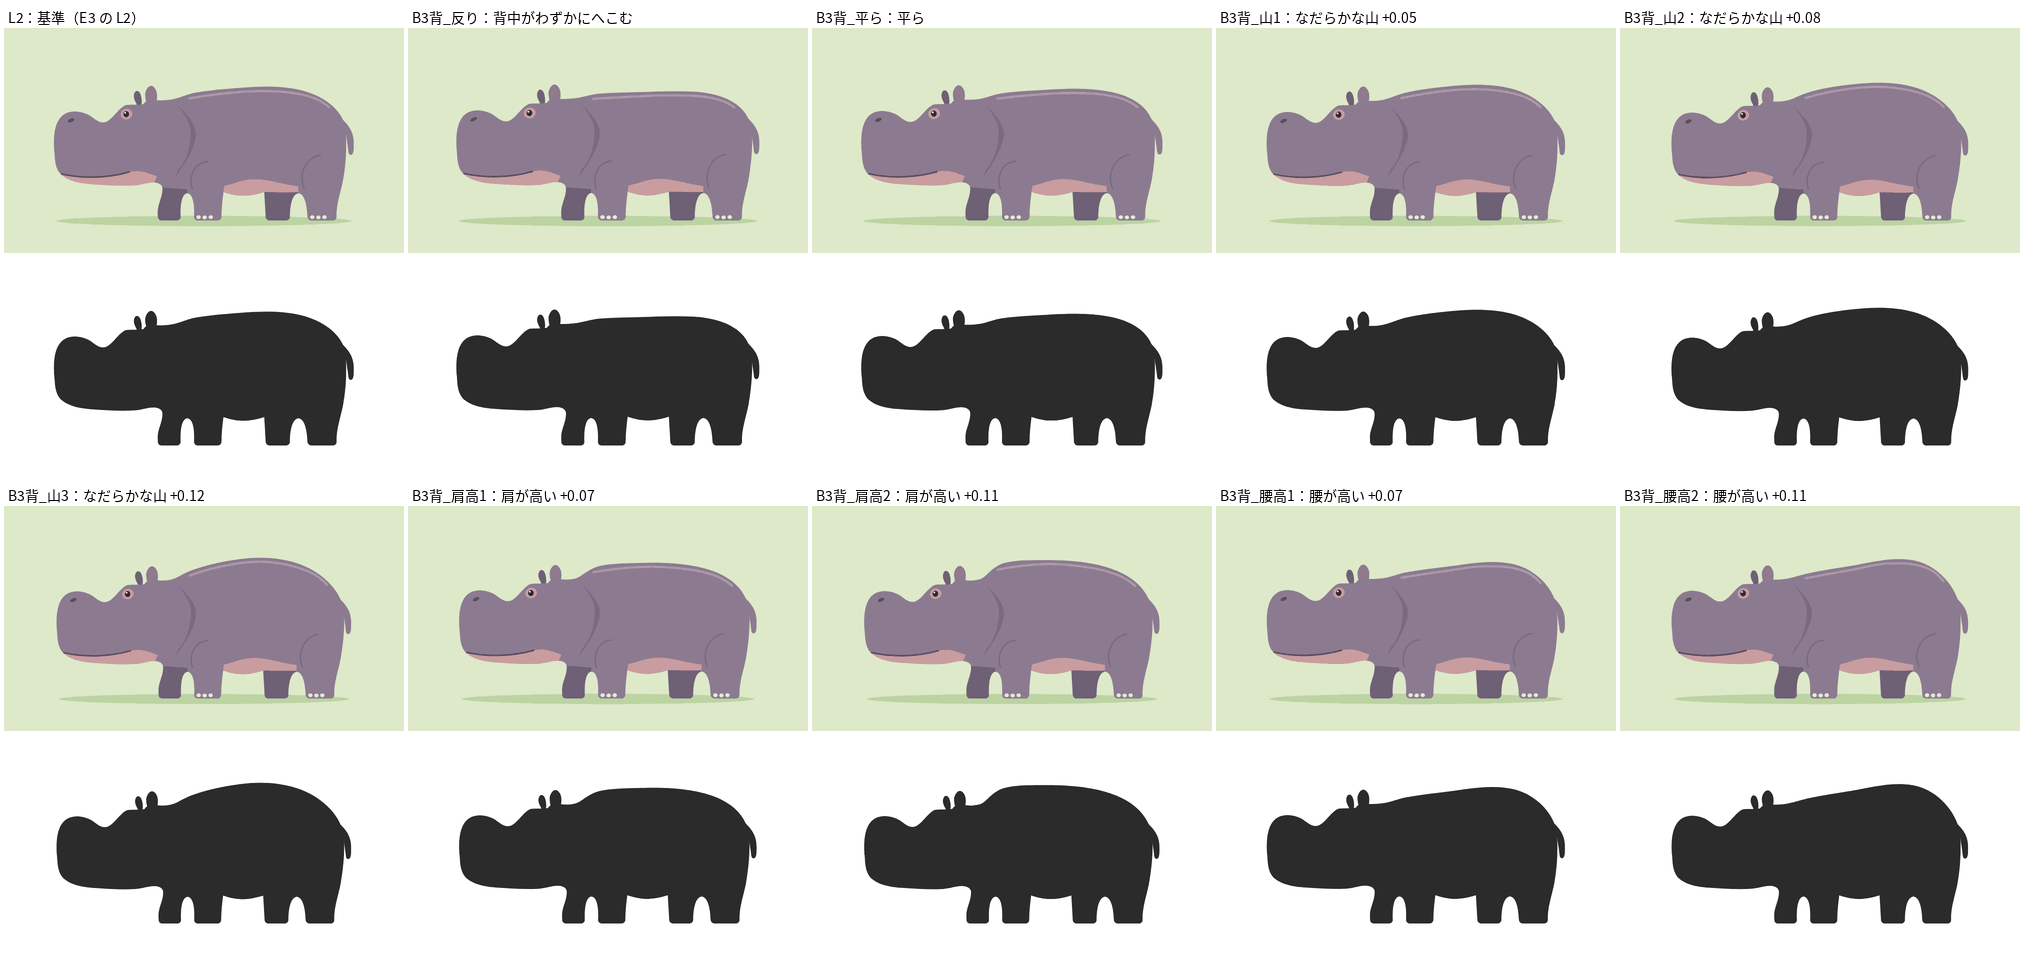 L2：基準（E3 の L2）
B3背_反り：背中がわずかにへこむ
B3背_平ら：平ら
B3背_山1：なだらかな山 +0.05
B3背_山2：なだらかな山 +0.08
B3背_山3：なだらかな山 +0.12
B3背_肩高1：肩が高い +0.07
B3背_肩高2：肩が高い +0.11
B3背_腰高1：腰が高い +0.07
B3背_腰高2：腰が高い +0.11